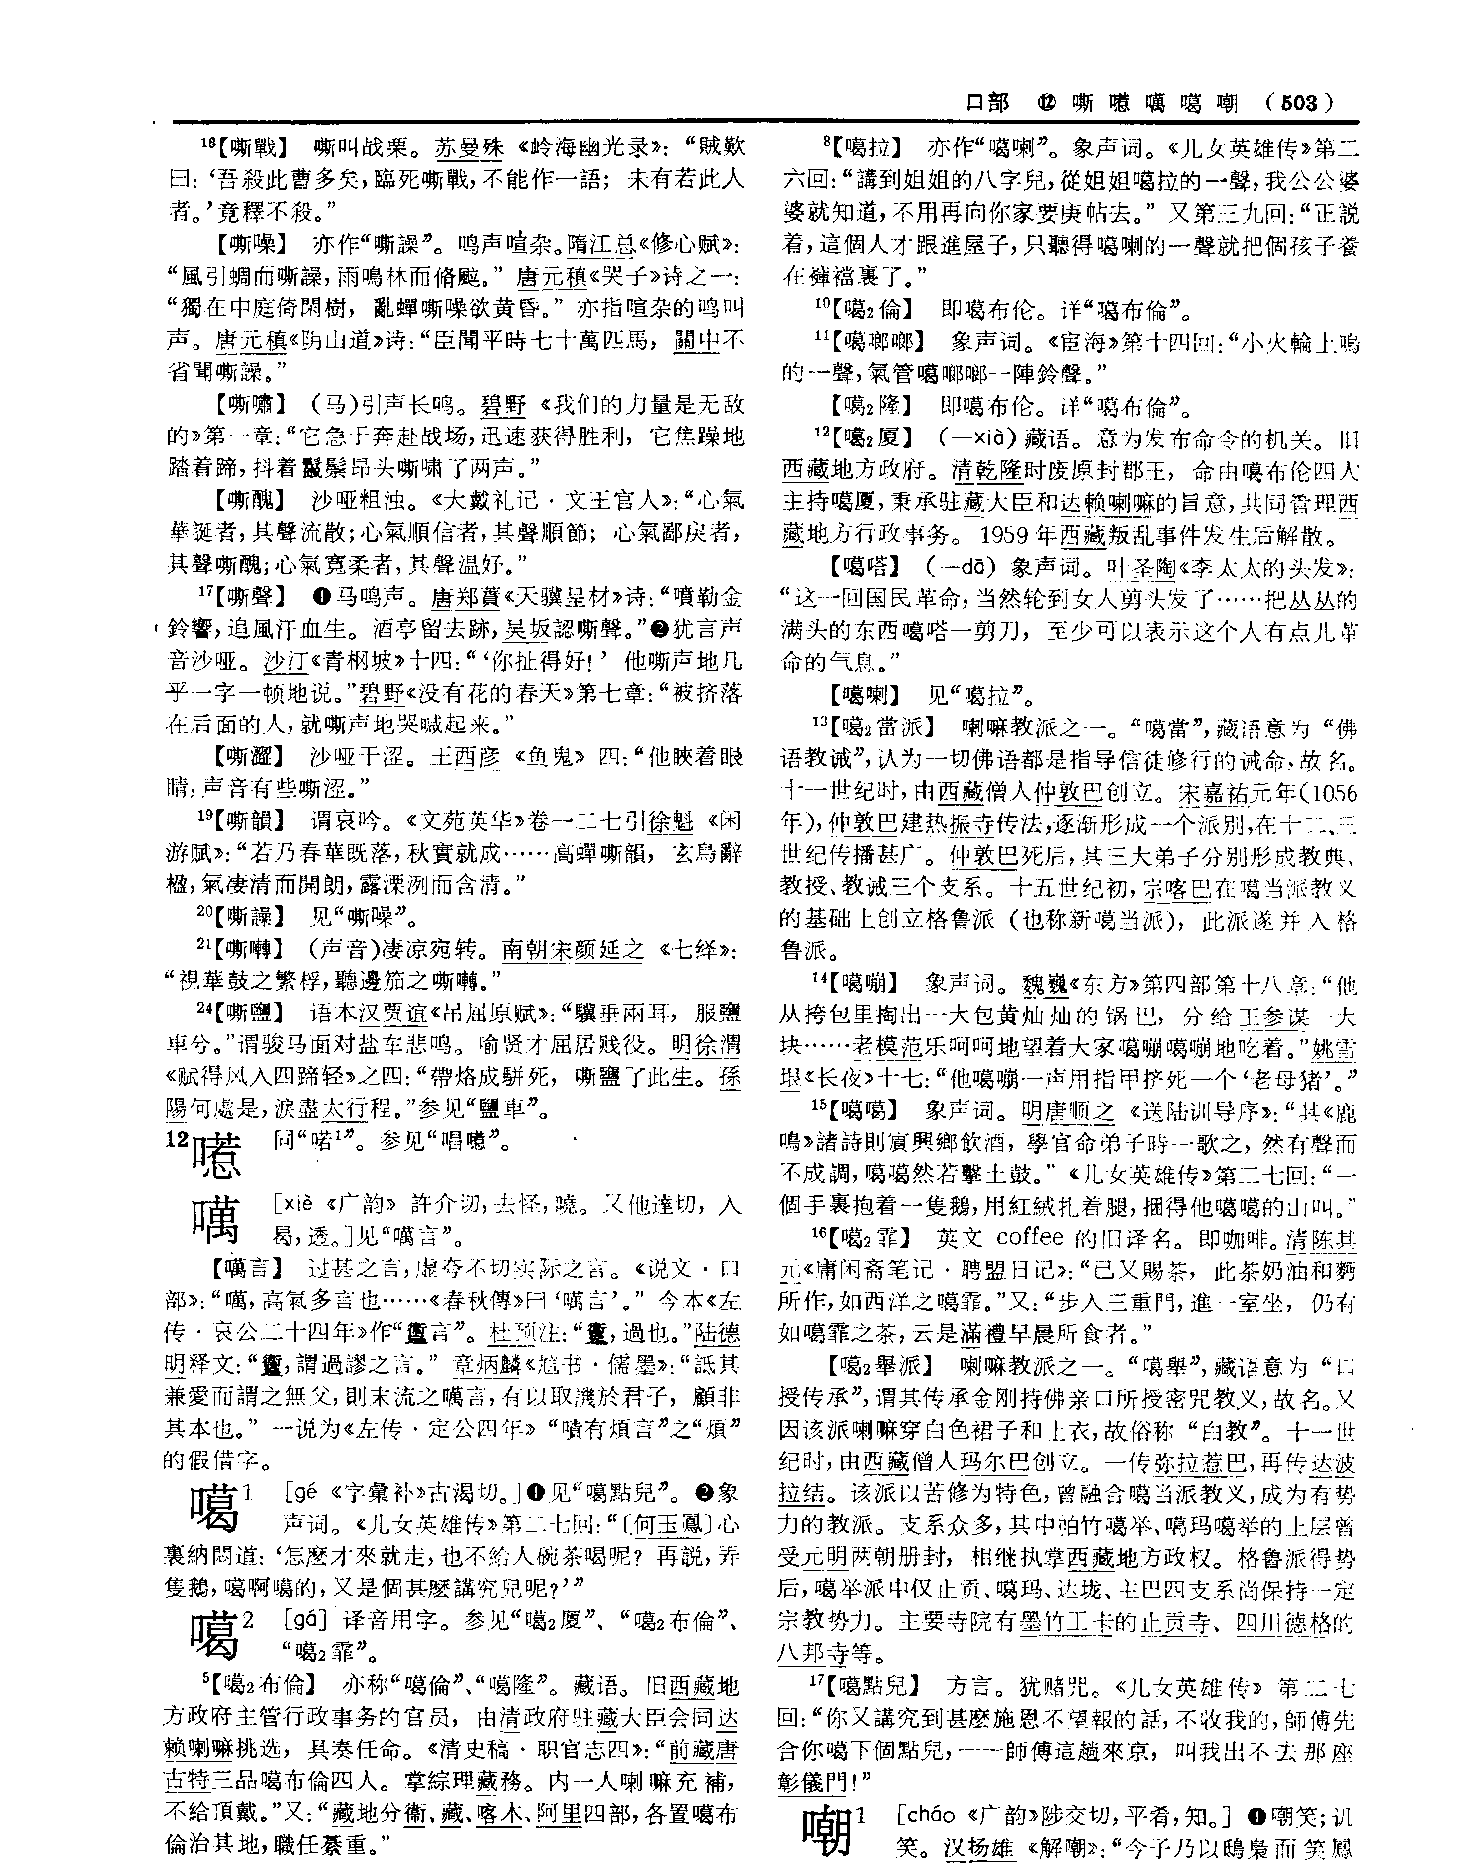 口部 ⑫ 嘶 噁 噧 噶 嘲 （503）
¹⁶【嘶戰】 嘶叫战栗。苏曼殊《岭海幽光录》：“賊歎
曰：‘吾殺此曹多矣，臨死嘶戰，不能作一語；未有若此人
者。’竟釋不殺。”
【嘶噪】 亦作“嘶譟”。鸣声喧杂。隋江总《修心赋》：
“風引蜩而嘶譟，雨鳴林而脩颰。”唐元稹《哭子》诗之一：
“獨在中庭倚閑樹，亂蟬嘶噪欲黄昏。”亦指喧杂的鸣叫
声。唐元稹《阴山道》诗：“臣聞平時七十萬匹馬，關中不
省聞嘶譟。”
【嘶嘯】 （马）引声长鸣。碧野《我们的力量是无敌
的》第一章：“它急于奔赴战场，迅速获得胜利，它焦躁地
踏着蹄，抖着鬣鬃昂头嘶啸了两声。”
【嘶醜】 沙哑粗浊。《大戴礼记·文王官人》：“心氣
華誕者，其聲流散；心氣順信者，其聲順節；心氣鄙戾者，
其聲嘶醜；心氣寬柔者，其聲温好。”
¹⁷【嘶聲】 ❶马鸣声。唐郑蕡《天骥呈材》诗：“噴勒金
鈴響，追風汗血生。酒亭留去跡，吴坂認嘶聲。”❷犹言声
音沙哑。沙汀《青㭎坡》十四：“‘你扯得好！’他嘶声地几
乎一字一顿地说。”碧野《没有花的春天》第七章：“被挤落
在后面的人，就嘶声地哭喊起来。”
【嘶澀】 沙哑干涩。王西彦《鱼鬼》四：“他䀹着眼
睛，声音有些嘶涩。”
¹⁹【嘶韻】 谓哀吟。《文苑英华》卷一二七引徐魁《闲
游赋》：“若乃春華既落，秋實就成……高蟬嘶韻，玄鳥辭
楹，氣凄清而開朗，露溧洌而含清。”
²⁰【嘶譟】 见“嘶噪”。
²¹【嘶囀】 （声音）凄凉宛转。南朝宋颜延之《七绎》：
“視華鼓之繁桴，聽邊笳之嘶囀。”
²⁴【嘶鹽】 语本汉贾谊《吊屈原赋》：“驥垂兩耳，服鹽
車兮。”谓骏马面对盐车悲鸣。喻贤才屈居贱役。明徐渭
《赋得风入四蹄轻》之四：“帶烙成駢死，嘶鹽了此生。孫
陽何處是，淚盡太行程。”参见“鹽車”。
12噁 同“喏¹”。参见“唱噁”。
噧 ［xiè《广韵》許介切，去怪，曉。又他達切，入
曷，透。］见“噧言”。
【噧言】 过甚之言，虚夸不切实际之言。《说文·口
部》：“噧，高氣多言也……《春秋傳》曰‘噧言’。”今本《左
传·哀公二十四年》作“躗言”。杜预注：“躗，過也。”陆德
明释文：“躗，謂過謬之言。”章炳麟《訄书·儒墨》：“詆其
兼愛而謂之無父，則末流之噧言，有以取譏於君子，顧非
其本也。”一说为《左传·定公四年》“嘖有煩言”之“煩”
的假借字。
噶1 ［gé《字彙补》古渴切。］❶见“噶點兒”。❷象
声词。《儿女英雄传》第二七回：“〔何玉鳳〕心
裏納悶道：‘怎麽才來就走，也不給人碗茶喝呢？再説，弄
隻鵝，噶啊噶的，又是個甚麽講究兒呢？’”
噶2 ［gá］译音用字。参见“噶₂厦”、“噶₂布倫”、
“噶₂霏”。
⁵【噶₂布倫】 亦称“噶倫”、“噶隆”。藏语。旧西藏地
方政府主管行政事务的官员，由清政府驻藏大臣会同达
赖喇嘛挑选，具奏任命。《清史稿·职官志四》：“前藏唐
古特三品噶布倫四人。掌綜理藏務。内一人喇嘛充補，
不給頂戴。”又：“藏地分衞、藏、喀木、阿里四部，各置噶布
倫治其地，職任綦重。”
⁸【噶拉】 亦作“噶喇”。象声词。《儿女英雄传》第二
六回：“講到姐姐的八字兒，從姐姐噶拉的一聲，我公公婆
婆就知道，不用再向你家要庚帖去。”又第三九回：“正説
着，這個人才跟進屋子，只聽得噶喇的一聲就把個孩子養
在褲襠裏了。”
¹⁰【噶₂倫】 即噶布伦。详“噶布倫”。
¹¹【噶啷啷】 象声词。《宦海》第十四回：“小火輪上嗚
的一聲，氣管噶啷啷一陣鈴聲。”
【噶₂隆】 即噶布伦。详“噶布倫”。
¹²【噶₂厦】 （—xià）藏语。意为发布命令的机关。旧
西藏地方政府。清乾隆时废原封郡王，命由噶布伦四人
主持噶厦，秉承驻藏大臣和达赖喇嘛的旨意，共同管理西
藏地方行政事务。1959年西藏叛乱事件发生后解散。
【噶嗒】 （—dā）象声词。叶圣陶《李太太的头发》：
“这一回国民革命，当然轮到女人剪头发了……把丛丛的
满头的东西噶嗒一剪刀，至少可以表示这个人有点儿革
命的气息。”
【噶喇】 见“噶拉”。
¹³【噶₂當派】 喇嘛教派之一。“噶當”，藏语意为“佛
语教诫”，认为一切佛语都是指导信徒修行的诫命，故名。
十一世纪时，由西藏僧人仲敦巴创立。宋嘉祐元年（1056
年），仲敦巴建热振寺传法，逐渐形成一个派别，在十二、三
世纪传播甚广。仲敦巴死后，其三大弟子分别形成教典、
教授、教诫三个支系。十五世纪初，宗喀巴在噶当派教义
的基础上创立格鲁派（也称新噶当派），此派遂并入格
鲁派。
¹⁴【噶嘣】 象声词。魏巍《东方》第四部第十八章：“他
从挎包里掏出一大包黄灿灿的锅巴，分给王参谋一大
块……老模范乐呵呵地望着大家噶嘣噶嘣地吃着。”姚雪
垠《长夜》十七：“他噶嘣一声用指甲挤死一个‘老母猪’。”
¹⁵【噶噶】 象声词。明唐顺之《送陆训导序》：“其《鹿
鳴》諸詩則賓興鄉飲酒，學官命弟子時一歌之，然有聲而
不成調，噶噶然若擊土鼓。”《儿女英雄传》第二七回：“一
個手裏抱着一隻鵝，用紅絨扎着腿，捆得他噶噶的山叫。”
¹⁶【噶₂霏】 英文 coffee 的旧译名。即咖啡。清陈其
元《庸闲斋笔记·聘盟日记》：“已又賜茶，此茶奶油和麪
所作，如西洋之噶霏。”又：“步入三重門，進一室坐，仍有
如噶霏之茶，云是滿禮早晨所食者。”
【噶₂舉派】 喇嘛教派之一。“噶舉”，藏语意为“口
授传承”，谓其传承金刚持佛亲口所授密咒教义，故名。又
因该派喇嘛穿白色裙子和上衣，故俗称“白教”。十一世
纪时，由西藏僧人玛尔巴创立。一传弥拉惹巴，再传达波
拉结。该派以苦修为特色，曾融合噶当派教义，成为有势
力的教派。支系众多，其中帕竹噶举、噶玛噶举的上层曾
受元明两朝册封，相继执掌西藏地方政权。格鲁派得势
后，噶举派中仅止贡、噶玛、达垅、主巴四支系尚保持一定
宗教势力。主要寺院有墨竹工卡的止贡寺、四川德格的
八邦寺等。
¹⁷【噶點兒】 方言。犹赌咒。《儿女英雄传》第二七
回：“你又講究到甚麽施恩不望報的話，不收我的，師傅先
合你噶下個點兒，——師傅這趟來京，叫我出不去那座
彰儀門！”
嘲1 ［cháo《广韵》陟交切，平肴，知。］❶嘲笑；讥
笑。汉扬雄《解嘲》：“今子乃以鴟梟而笑鳳